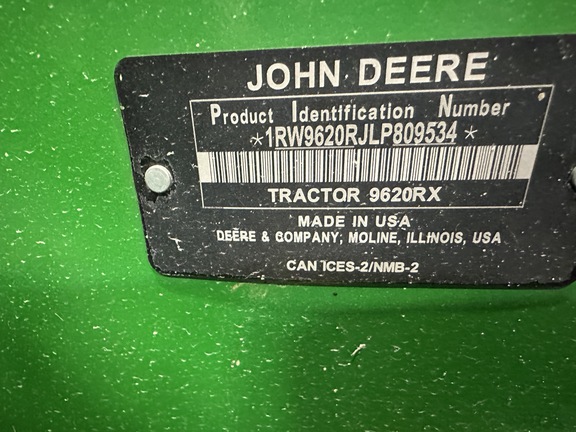 JOHN DEERE
Product Identification Number
*1RW9620RJLP809534*
TRACTOR 9620RX
MADE IN USA
DEERE & COMPANY, MOLINE, ILLINOIS, USA
CAN ICES-2/NMB-2